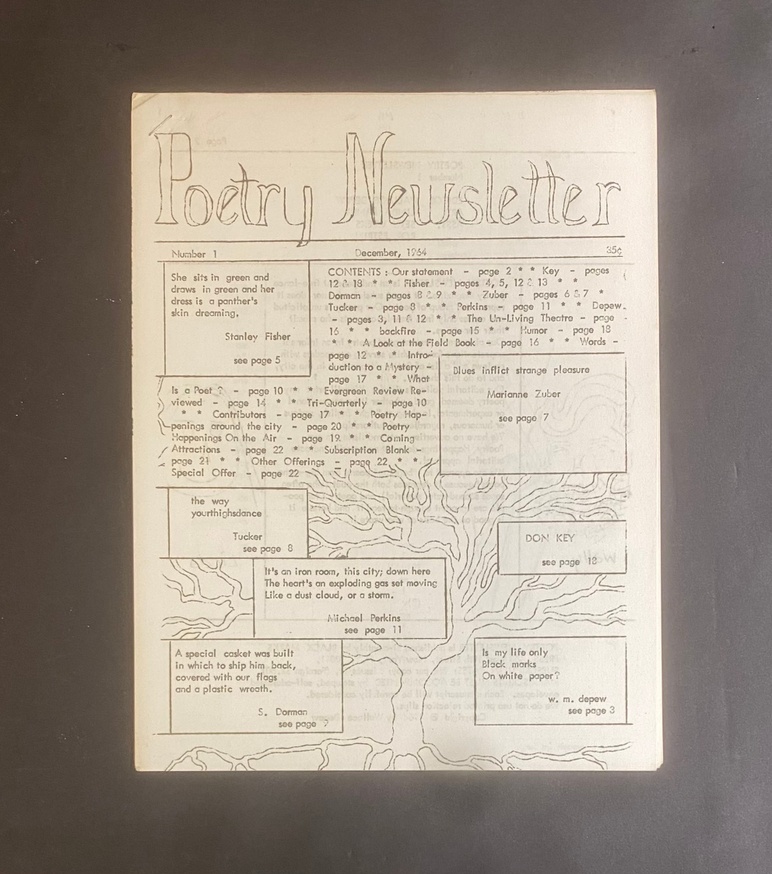 Poetry Newsletter
Number 1 December, 1964 35¢
She sits in green and
draws in green and her
dress is a panther's
skin dreaming.
Stanley Fisher
see page 5
CONTENTS : Our statement - page 2 * * Key - pages
12 & 18 * * Fisher - pages 4, 5, 12 & 13 * *
Dorman - pages 8 & 9 * * Zuber - pages 6 & 7 *
Tucker - page 8 * * Perkins - page 11 * * Depew
- pages 3, 11 & 12 * * The Un-Living Theatre - page
16 * * backfire - page 15 * * Humor - page 18
* * A Look at the Field Book - page 16 * * Words -
page 12 * * Intro-
duction to a Mystery -
page 17 * * What
Is a Poet ? - page 10 * * Evergreen Review Re-
viewed - page 14 * * Tri-Quarterly - page 10
* * Contributors - page 17 * * Poetry Hap-
penings around the city - page 20 * * Poetry
Happenings On the Air - page 19 * * Coming
Attractions - page 22 * * Subscription Blank -
page 21 * * Other Offerings - page 22 * *
Special Offer - page 22
Blues inflict strange pleasure
Marianne Zuber
see page 7
the way
yourthighsdance
Tucker
see page 8
DON KEY
see page 18
It's an iron room, this city; down here
The heart's an exploding gas set moving
Like a dust cloud, or a storm.
Michael Perkins
see page 11
A special casket was built
in which to ship him back,
covered with our flags
and a plastic wreath.
S. Dorman
see page 9
Is my life only
Black marks
On white paper?
w. m. depew
see page 3